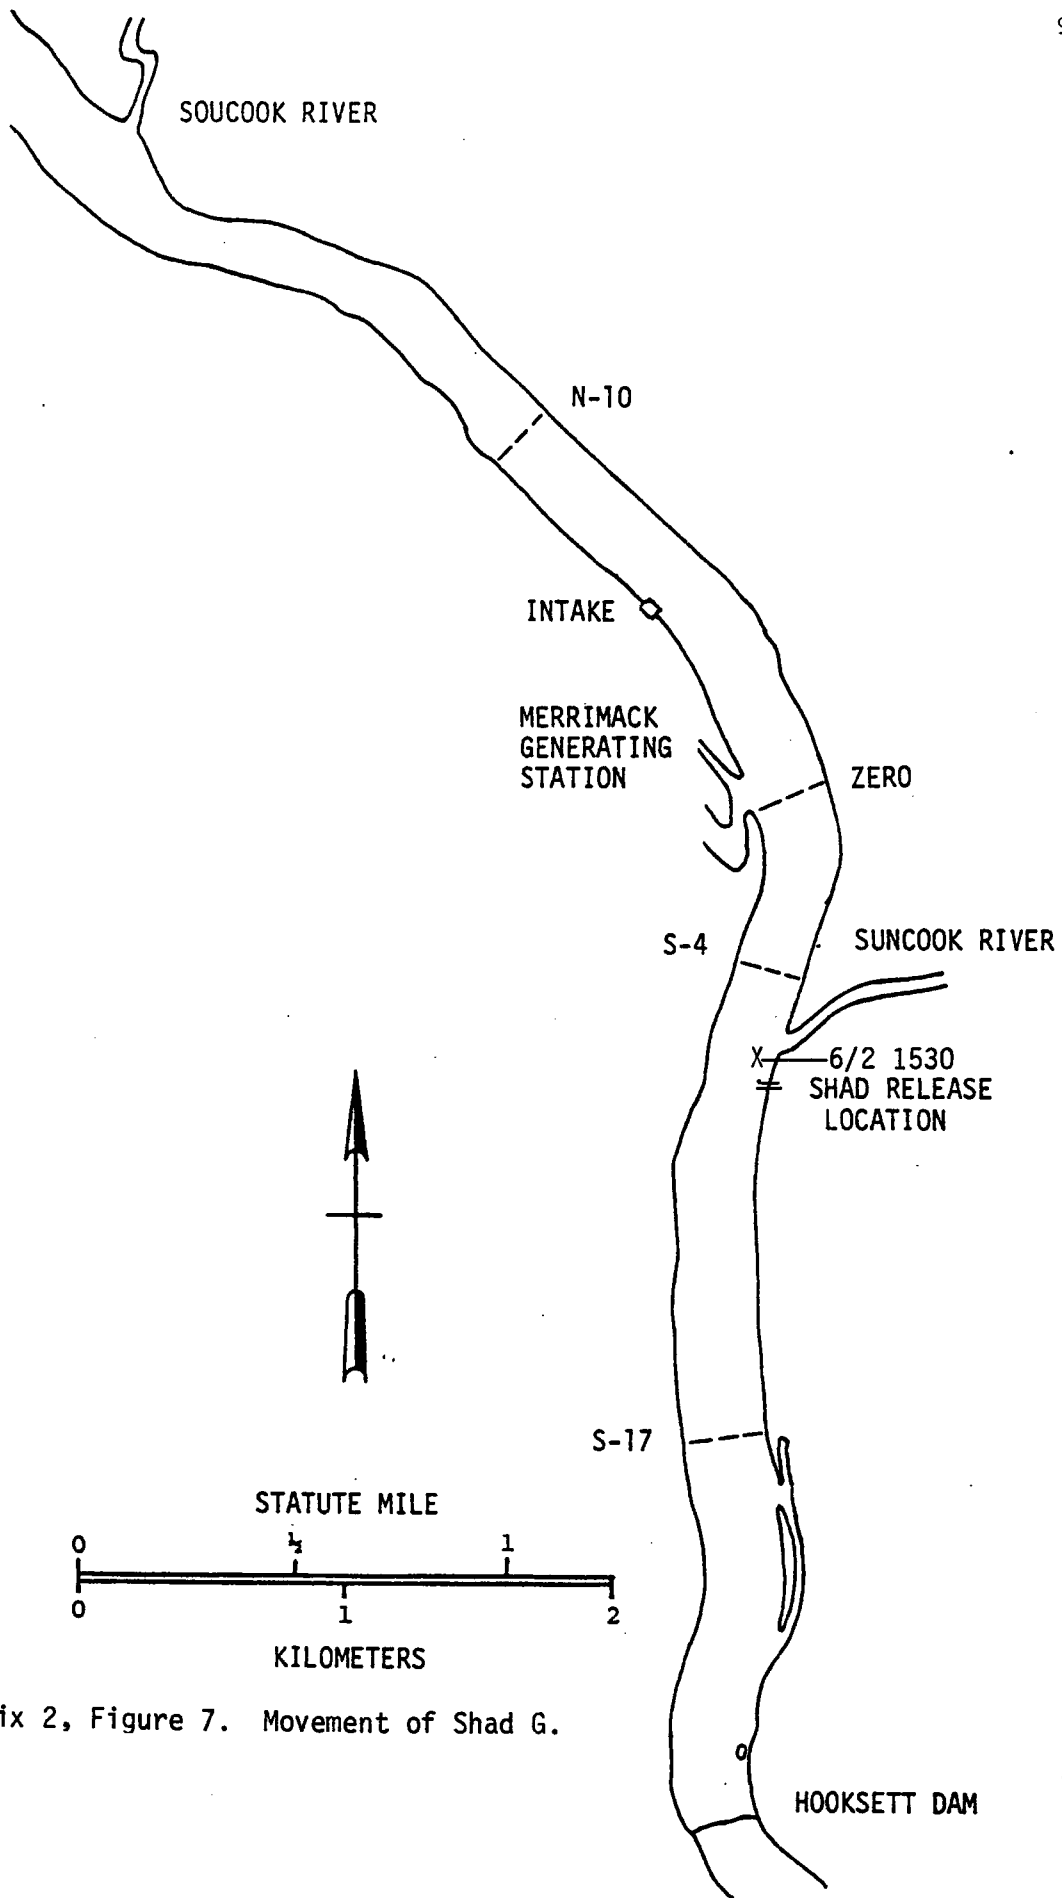 9
SOUCOOK RIVER
N-10
INTAKE
MERRIMACK
GENERATING
STATION
ZERO
S-4
SUNCOOK RIVER
X 6/2 1530
SHAD RELEASE
LOCATION
S-17
STATUTE MILE
0 ½ 1
0 1 2
KILOMETERS
ix 2, Figure 7. Movement of Shad G.
HOOKSETT DAM